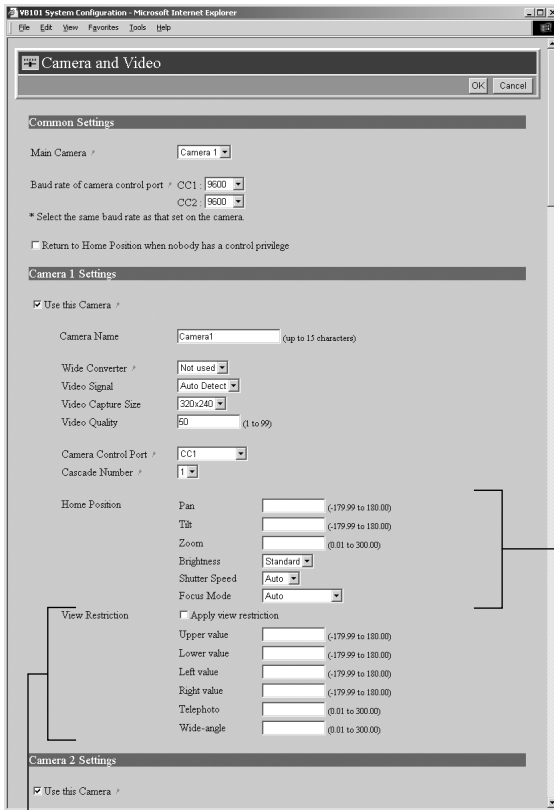 VB101 System Configuration - Microsoft Internet Explorer
File Edit View Favorites Tools Help
Camera and Video
OK Cancel
Common Settings
Main Camera Camera 1
Baud rate of camera control port CC1 : 9600
CC2 : 9600
* Select the same baud rate as that set on the camera.
Return to Home Position when nobody has a control privilege
Camera 1 Settings
Use this Camera
Camera Name Camera1 (up to 15 characters)
Wide Converter Not used
Video Signal Auto Detect
Video Capture Size 320x240
Video Quality 50 (1 to 99)
Camera Control Port CC1
Cascade Number 1
Home Position Pan (-179.99 to 180.00)
Tilt (-179.99 to 180.00)
Zoom (0.01 to 300.00)
Brightness Standard
Shutter Speed Auto
Focus Mode Auto
View Restriction Apply view restriction
Upper value (-179.99 to 180.00)
Lower value (-179.99 to 180.00)
Left value (-179.99 to 180.00)
Right value (-179.99 to 180.00)
Telephoto (0.01 to 300.00)
Wide-angle (0.01 to 300.00)
Camera 2 Settings
Use this Camera